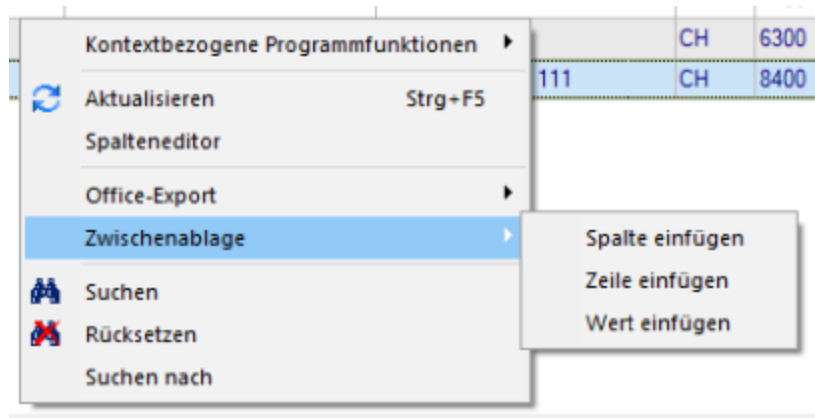 CH 6300
Kontextbezogene Programmfunktionen
111 CH 8400
Aktualisieren Strg+F5
Spalteneditor
Office-Export
Zwischenablage
Spalte einfügen
Zeile einfügen
Wert einfügen
Suchen
Rücksetzen
Suchen nach